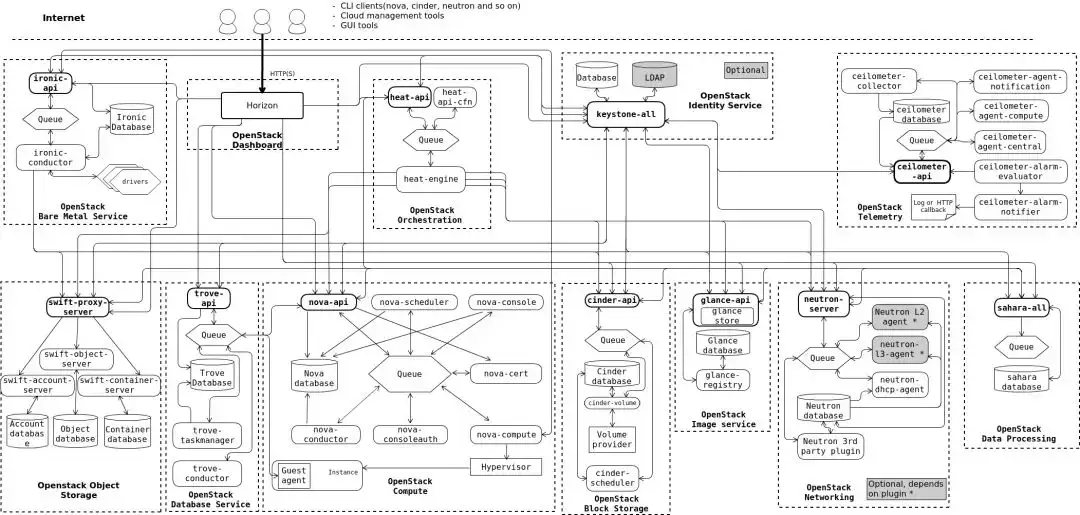 Internet
- CLI clients(nova, cinder, neutron and so on)
- Cloud management tools
- GUI tools
HTTP(S)
ironic-
api
Queue
Ironic
Database
ironic-
conductor
drivers
OpenStack
Bare Metal Service
Horizon
OpenStack
Dashboard
heat-api
heat-
api-cfn
Queue
heat-engine
OpenStack
Orchestration
Database
LDAP
Optional
OpenStack
Identity Service
keystone-all
ceilometer-
collector
ceilometer
database
Queue
ceilometer
-api
ceilometer-agent-
notification
ceilometer-
agent-compute
ceilometer
-agent-central
ceilometer-alarm-
evaluator
ceilometer-alarm-
notifier
Log or HTTP
callback
OpenStack
Telemetry
swift-proxy-
server
swift-object-
server
swift-account-
server
swift-container-
server
Account
databas
e
Object
database
Container
database
Openstack Object
Storage
trove-
api
Queue
Trove
Database
trove-
taskmanager
trove-
conductor
OpenStack
Database Service
nova-api
nova-scheduler
nova-console
Nova
database
Queue
nova-cert
nova-
conductor
nova-
consoleauth
nova-compute
Hypervisor
Guest
agent
Instance
OpenStack
Compute
cinder-api
Queue
Cinder
database
cinder-volume
Volume
provider
cinder-
scheduler
OpenStack
Block Storage
glance-api
glance
store
Glance
database
glance-
registry
OpenStack
Image service
neutron-
server
Queue
Neutron L2
agent *
neutron-
l3-agent *
neutron-
dhcp-agent
Neutron
database
Neutron 3rd
party plugin
OpenStack
Networking
Optional, depends
on plugin *
sahara-all
Queue
sahara
database
OpenStack
Data Processing